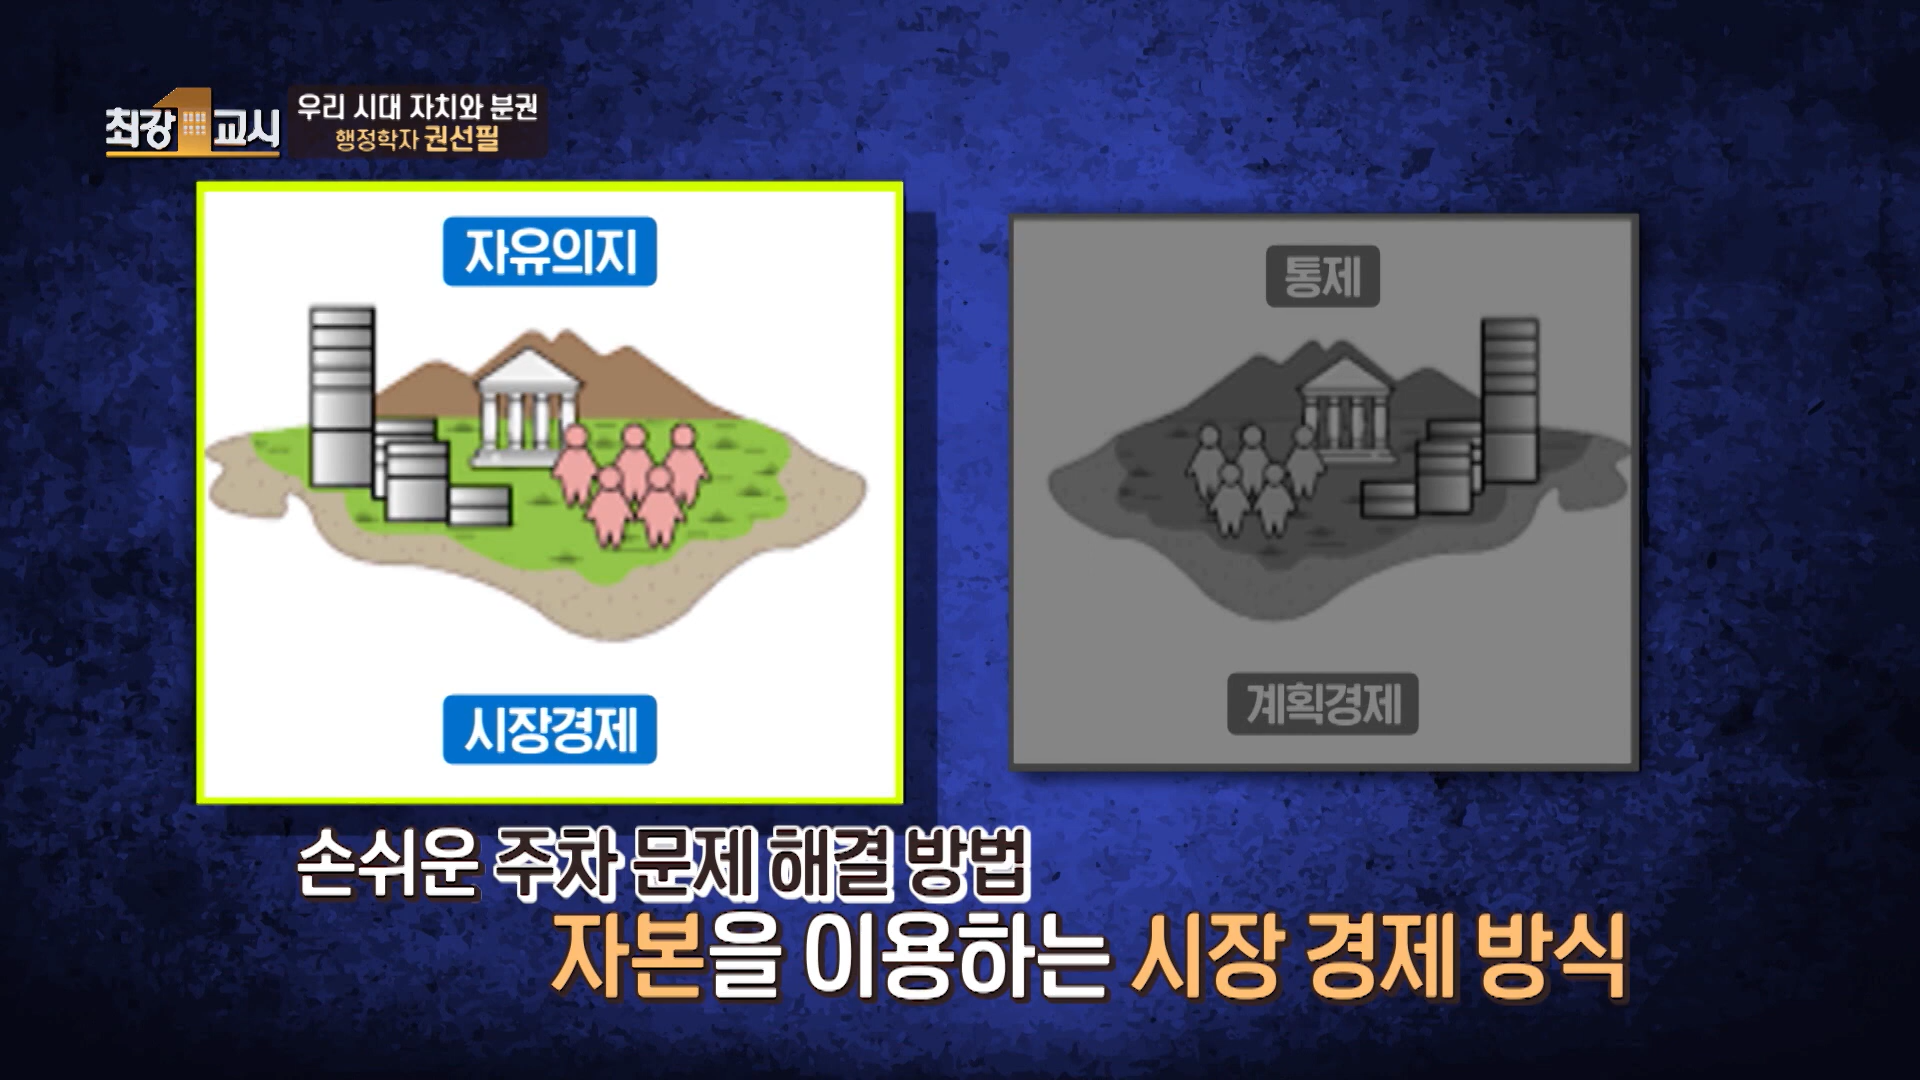 최강1교시
우리 시대 자치와 분권
행정학자 권선필
자유의지
시장경제
통제
계획경제
손쉬운 주차 문제 해결 방법
자본을 이용하는 시장 경제 방식